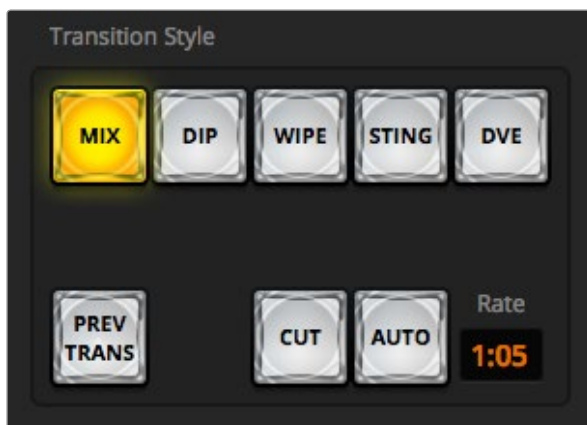 Transition Style
MIX DIP WIPE STING DVE
Rate
PREV TRANS CUT AUTO 1:05